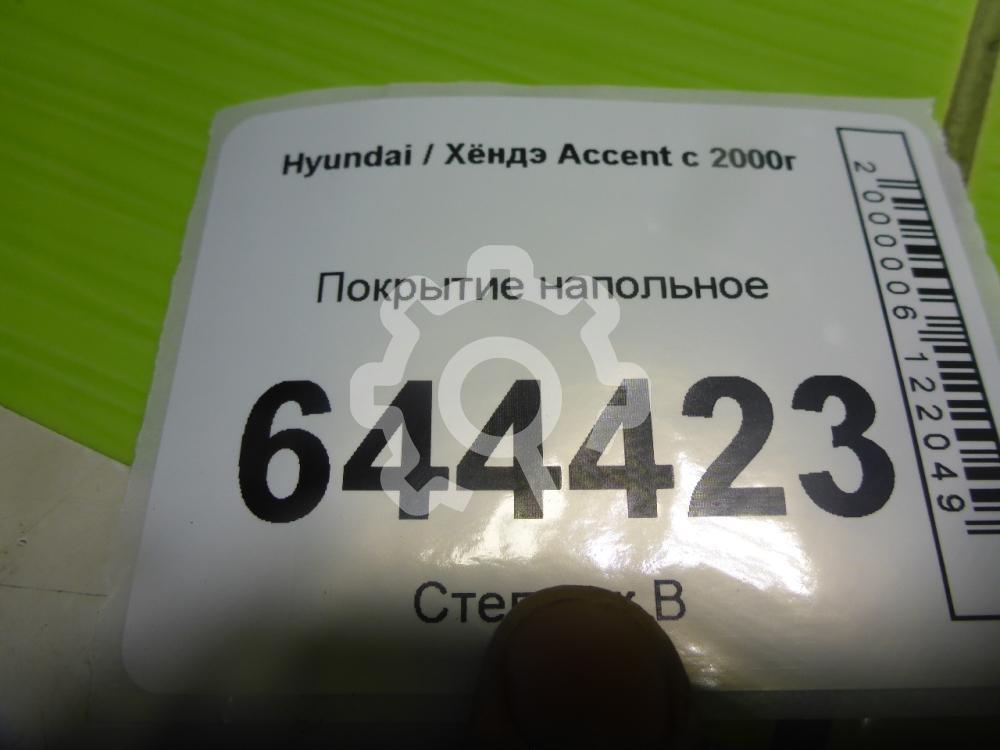 Hyundai / Хёндэ Accent с 2000г
Покрытие напольное
644423
В
2000006122049